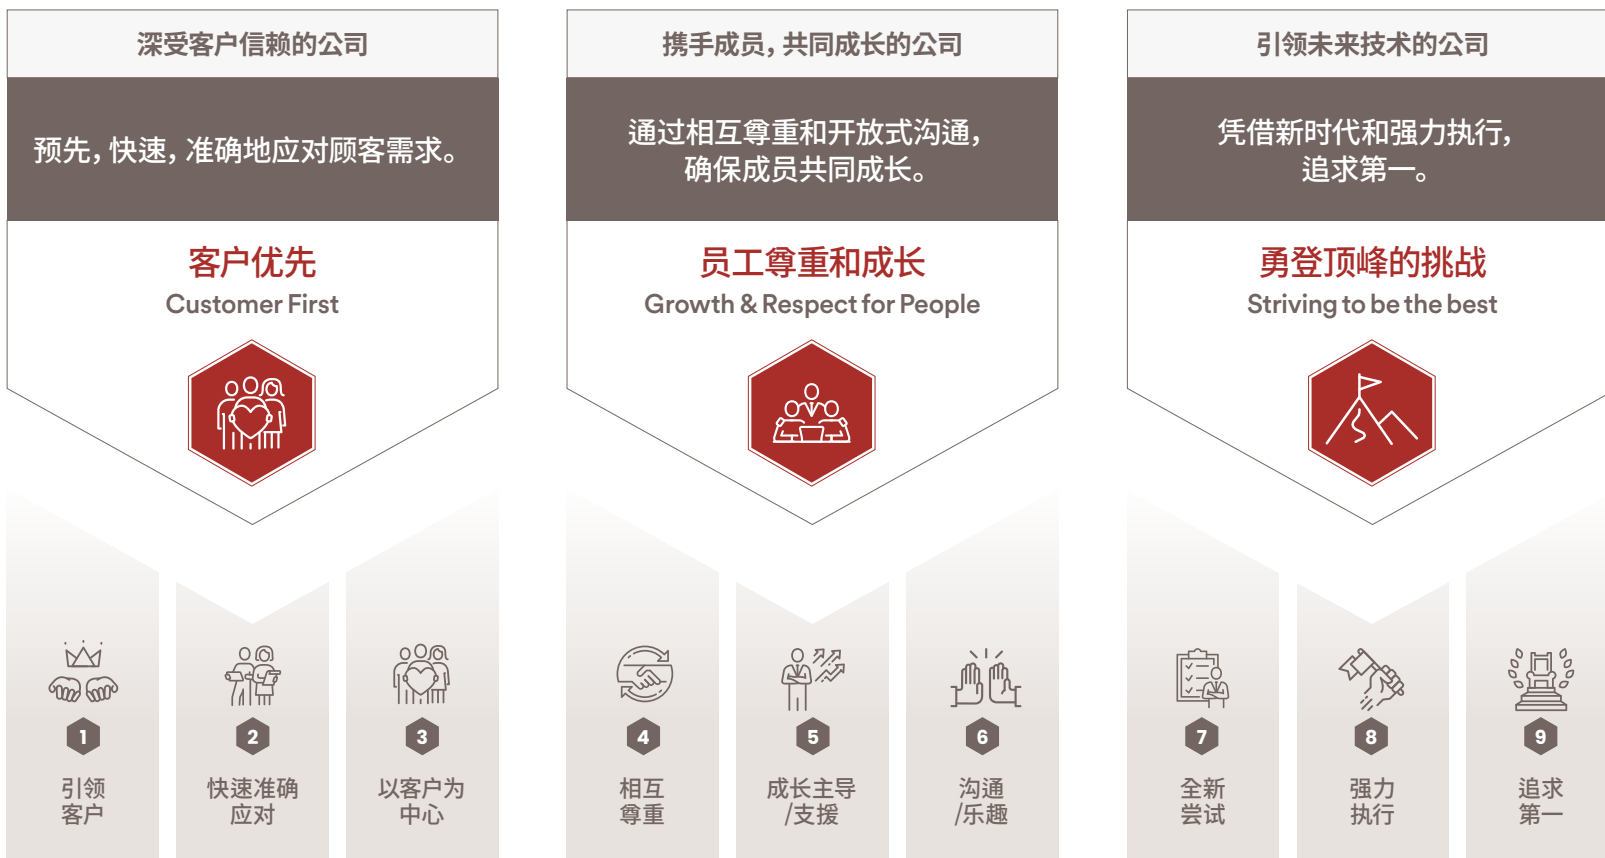 深受客户信赖的公司
预先，快速，准确地应对顾客需求。
客户优先
Customer First
1
引领
客户
2
快速准确
应对
3
以客户为
中心
携手成员，共同成长的公司
通过相互尊重和开放式沟通，
确保成员共同成长。
员工尊重和成长
Growth & Respect for People
4
相互
尊重
5
成长主导
/支援
6
沟通
/乐趣
引领未来技术的公司
凭借新时代和强力执行，
追求第一。
勇登顶峰的挑战
Striving to be the best
7
全新
尝试
8
强力
执行
9
追求
第一